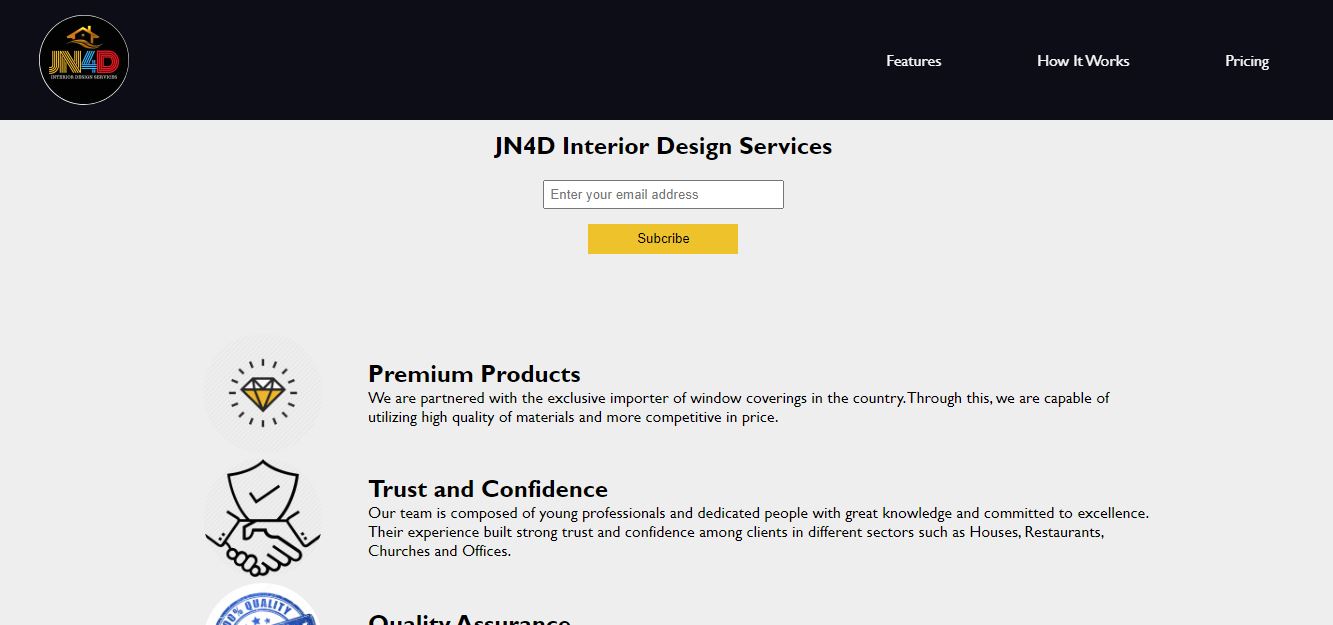 JN4D
INTERIOR DESIGN SERVICES
Features
How It Works
Pricing
JN4D Interior Design Services
Enter your email address
Subcribe
Premium Products
We are partnered with the exclusive importer of window coverings in the country. Through this, we are capable of
utilizing high quality of materials and more competitive in price.
Trust and Confidence
Our team is composed of young professionals and dedicated people with great knowledge and committed to excellence.
Their experience built strong trust and confidence among clients in different sectors such as Houses, Restaurants,
Churches and Offices.
100% QUALITY
Quality Assurance